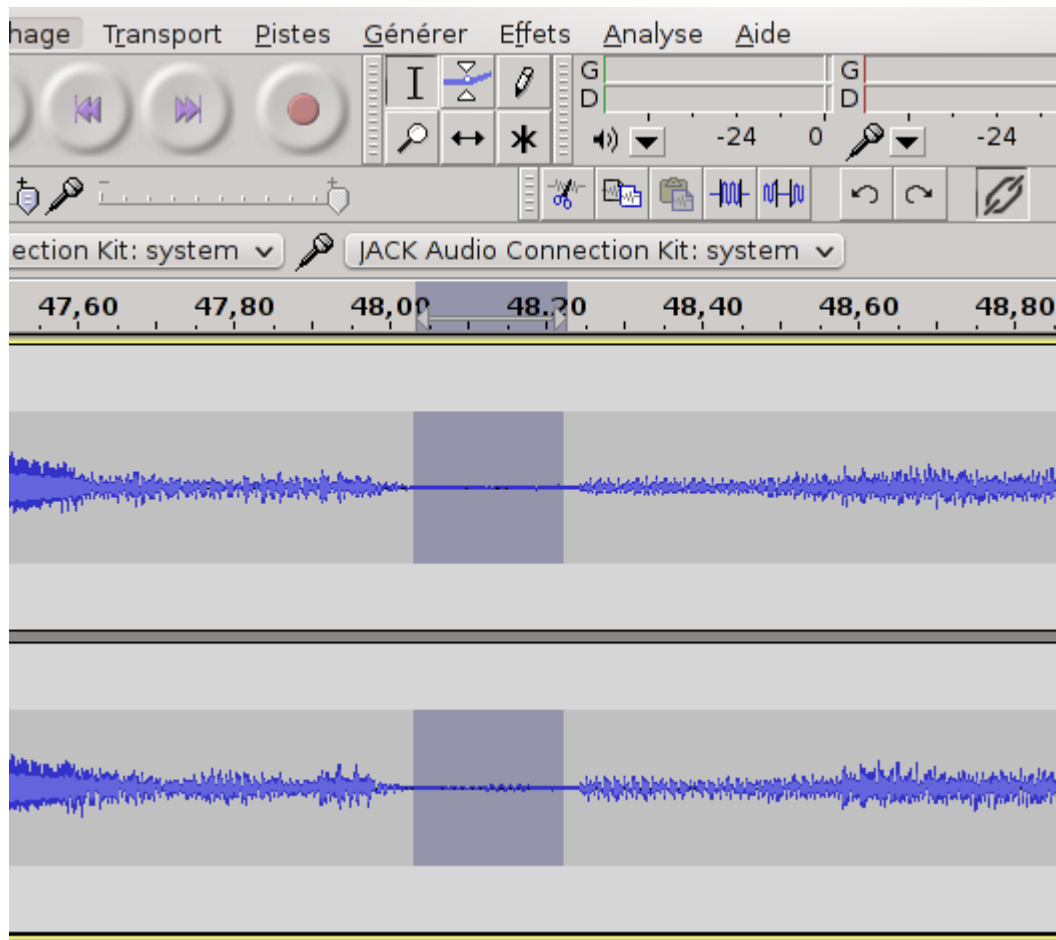 hage Transport Pistes Générer Effets Analyse Aide
G G
D D
-24 0 -24
ection Kit: system JACK Audio Connection Kit: system
47,60 47,80 48,00 48,20 48,40 48,60 48,80